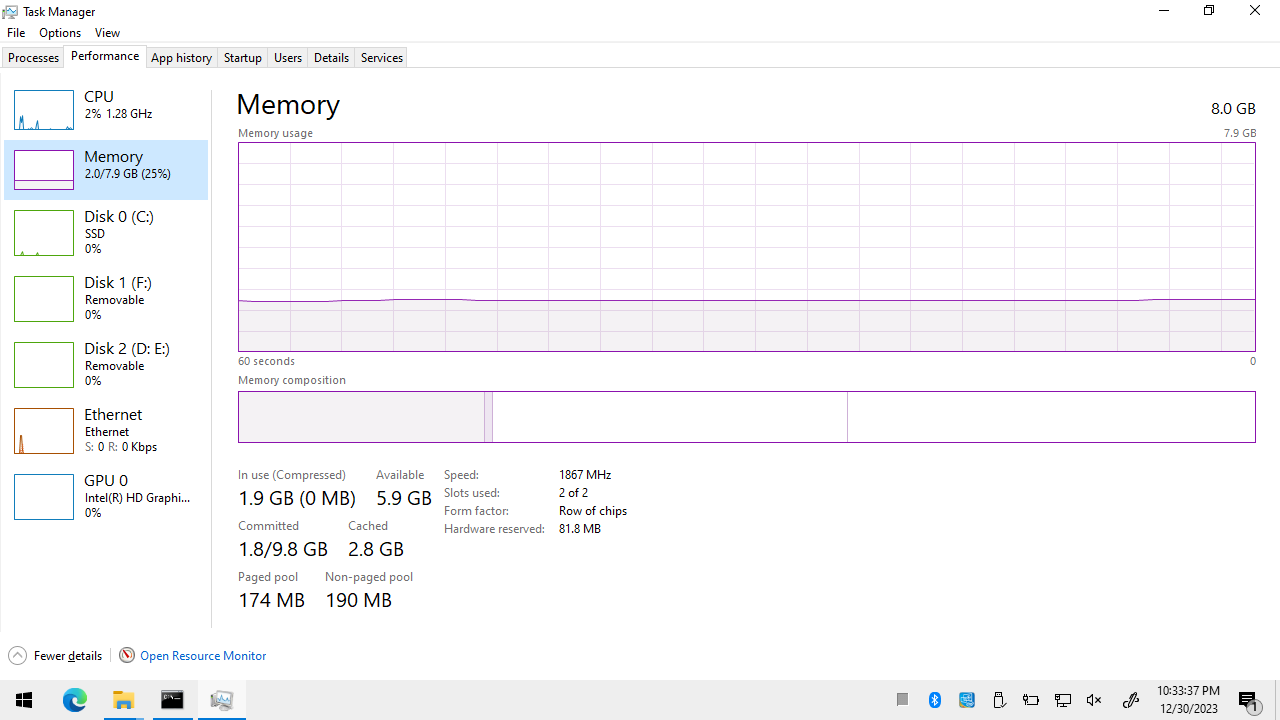 Task Manager
File Options View
Processes Performance App history Startup Users Details Services
CPU
2% 1.28 GHz
Memory
2.0/7.9 GB (25%)
Disk 0 (C:)
SSD
0%
Disk 1 (F:)
Removable
0%
Disk 2 (D: E:)
Removable
0%
Ethernet
Ethernet
S: 0 R: 0 Kbps
GPU 0
Intel(R) HD Graphi...
0%
Memory 8.0 GB
Memory usage 7.9 GB
60 seconds 0
Memory composition
In use (Compressed) Available
1.9 GB (0 MB) 5.9 GB
Committed Cached
1.8/9.8 GB 2.8 GB
Paged pool Non-paged pool
174 MB 190 MB
Speed: 1867 MHz
Slots used: 2 of 2
Form factor: Row of chips
Hardware reserved: 81.8 MB
Fewer details Open Resource Monitor
10:33:37 PM
12/30/2023
1